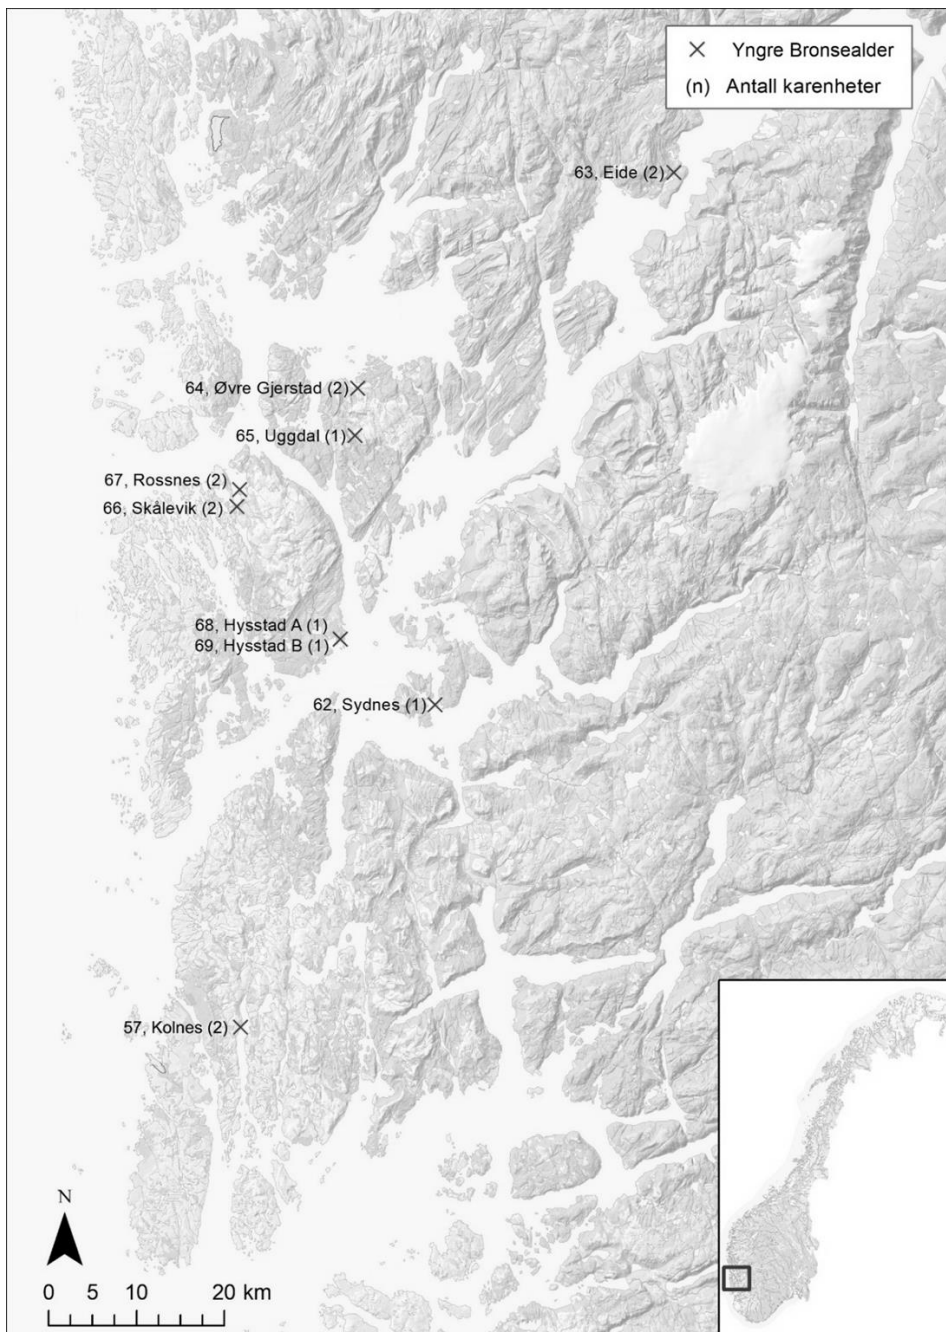 Yngre Bronsealder
(n) Antall karenheter
63, Eide (2)
64, Øvre Gjerstad (2)
65, Uggdal (1)
67, Rossnes (2)
66, Skålevik (2)
68, Hysstad A (1)
69, Hysstad B (1)
62, Sydnes (1)
57, Kolnes (2)
N
0 5 10 20 km